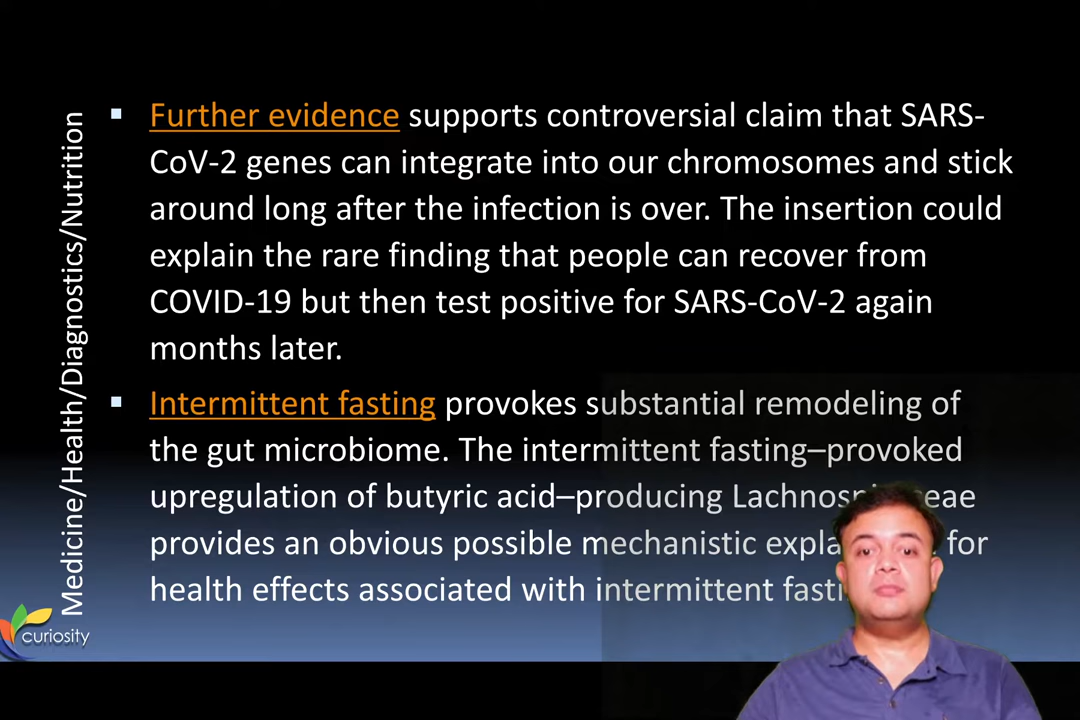 Medicine/Health/Diagnostics/Nutrition
Further evidence supports controversial claim that SARS-
CoV-2 genes can integrate into our chromosomes and stick
around long after the infection is over. The insertion could
explain the rare finding that people can recover from
COVID-19 but then test positive for SARS-CoV-2 again
months later.
Intermittent fasting provokes substantial remodeling of
the gut microbiome. The intermittent fasting–provoked
upregulation of butyric acid–producing
provides an obvious possible mechanistic for
health effects associated with intermittent
curiosity